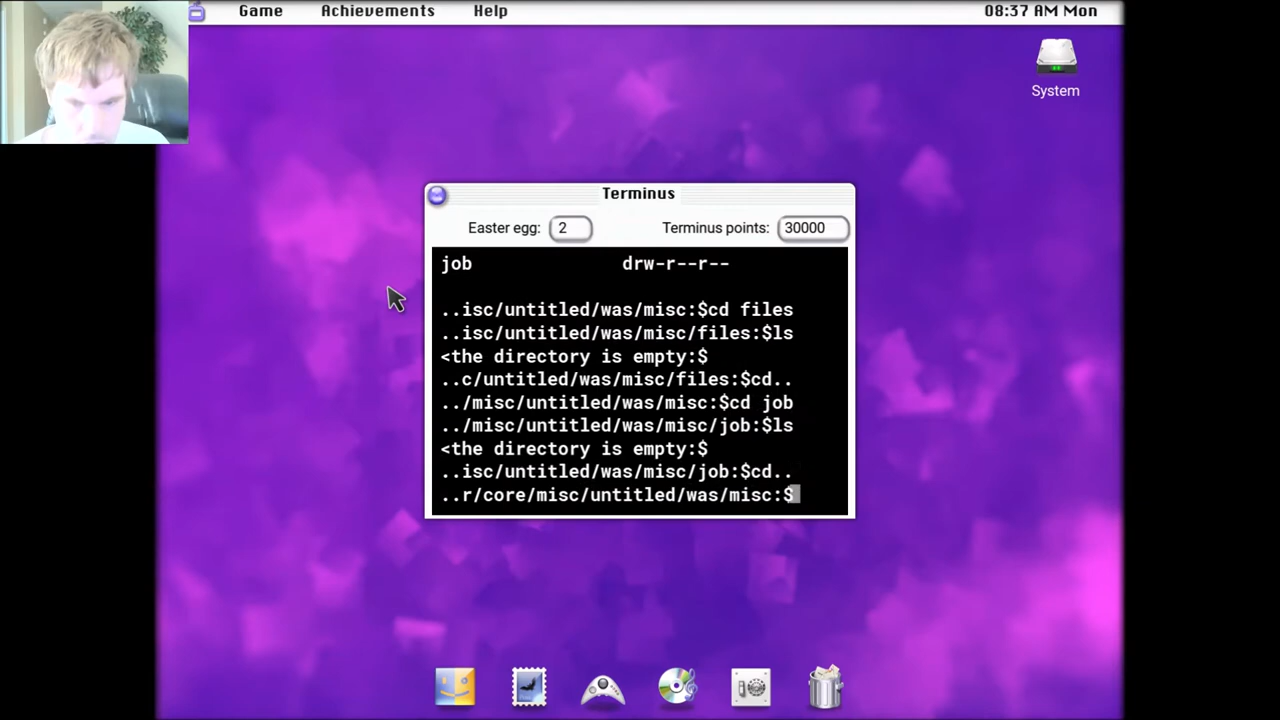 Game Achievements Help 08:37 AM Mon
System
Terminus
Easter egg: 2 Terminus points: 30000
job drw-r--r--
..isc/untitled/was/misc:$cd files
..isc/untitled/was/misc/files:$ls
<the directory is empty:$
..c/untitled/was/misc/files:$cd..
../misc/untitled/was/misc:$cd job
../misc/untitled/was/misc/job:$ls
<the directory is empty:$
..isc/untitled/was/misc/job:$cd..
..r/core/misc/untitled/was/misc:$